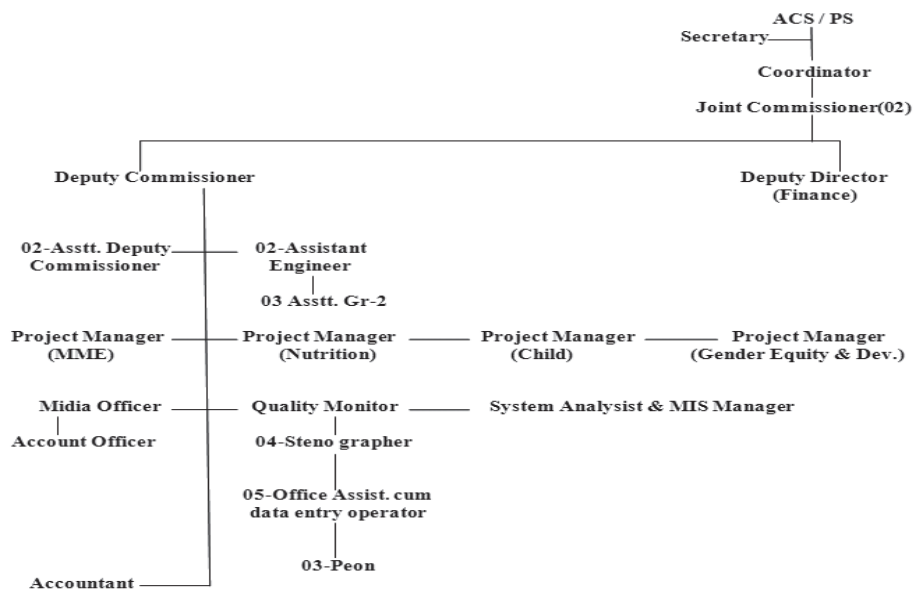 ACS / PS
Secretary
Coordinator
Joint Commissioner(02)
Deputy Commissioner
Deputy Director
(Finance)
02-Asstt. Deputy
Commissioner
02-Assistant
Engineer
03 Asstt. Gr-2
Project Manager
(MME)
Project Manager
(Nutrition)
Project Manager
(Child)
Project Manager
(Gender Equity & Dev.)
Midia Officer
Quality Monitor
System Analysist & MIS Manager
Account Officer
04-Steno grapher
05-Office Assist. cum
data entry operator
03-Peon
Accountant